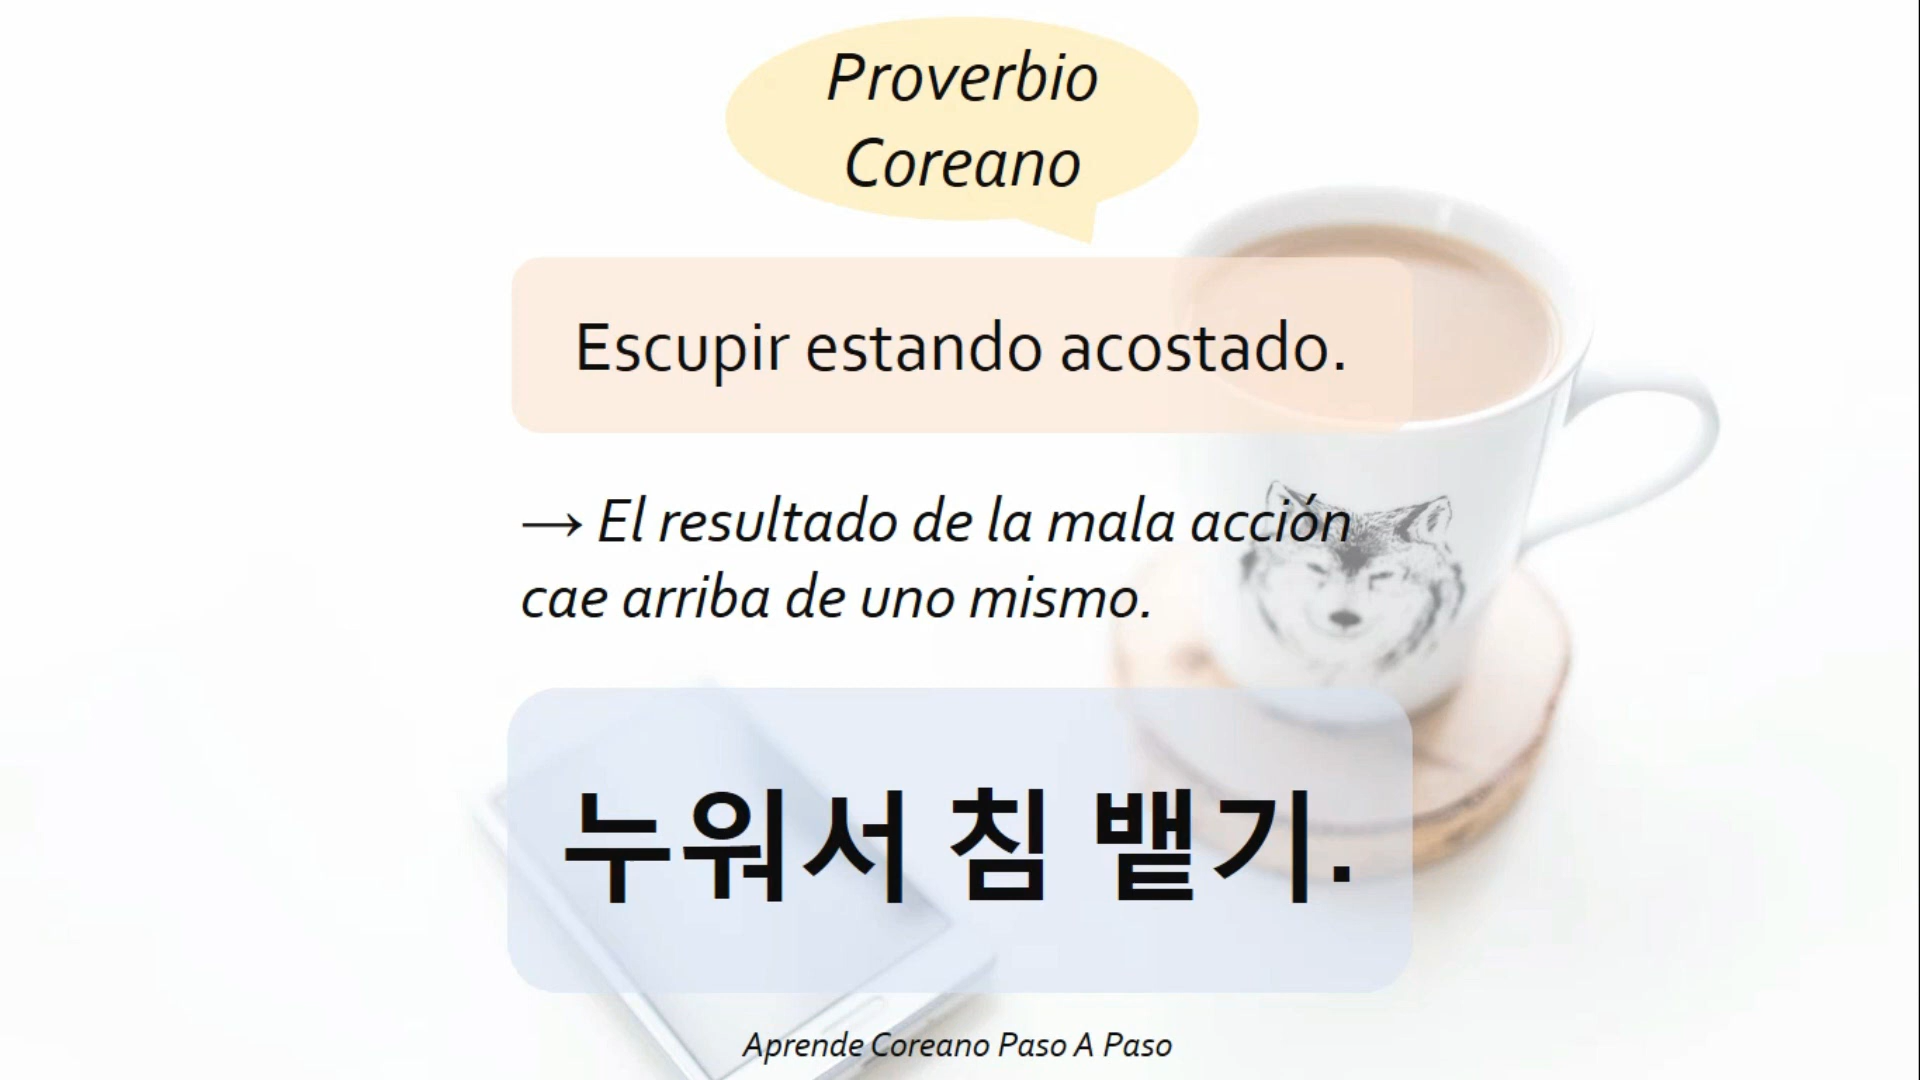 Proverbio
Coreano
Escupir estando acostado.
→ El resultado de la mala acción
cae arriba de uno mismo.
누워서 침 뱉기.
Aprende Coreano Paso A Paso